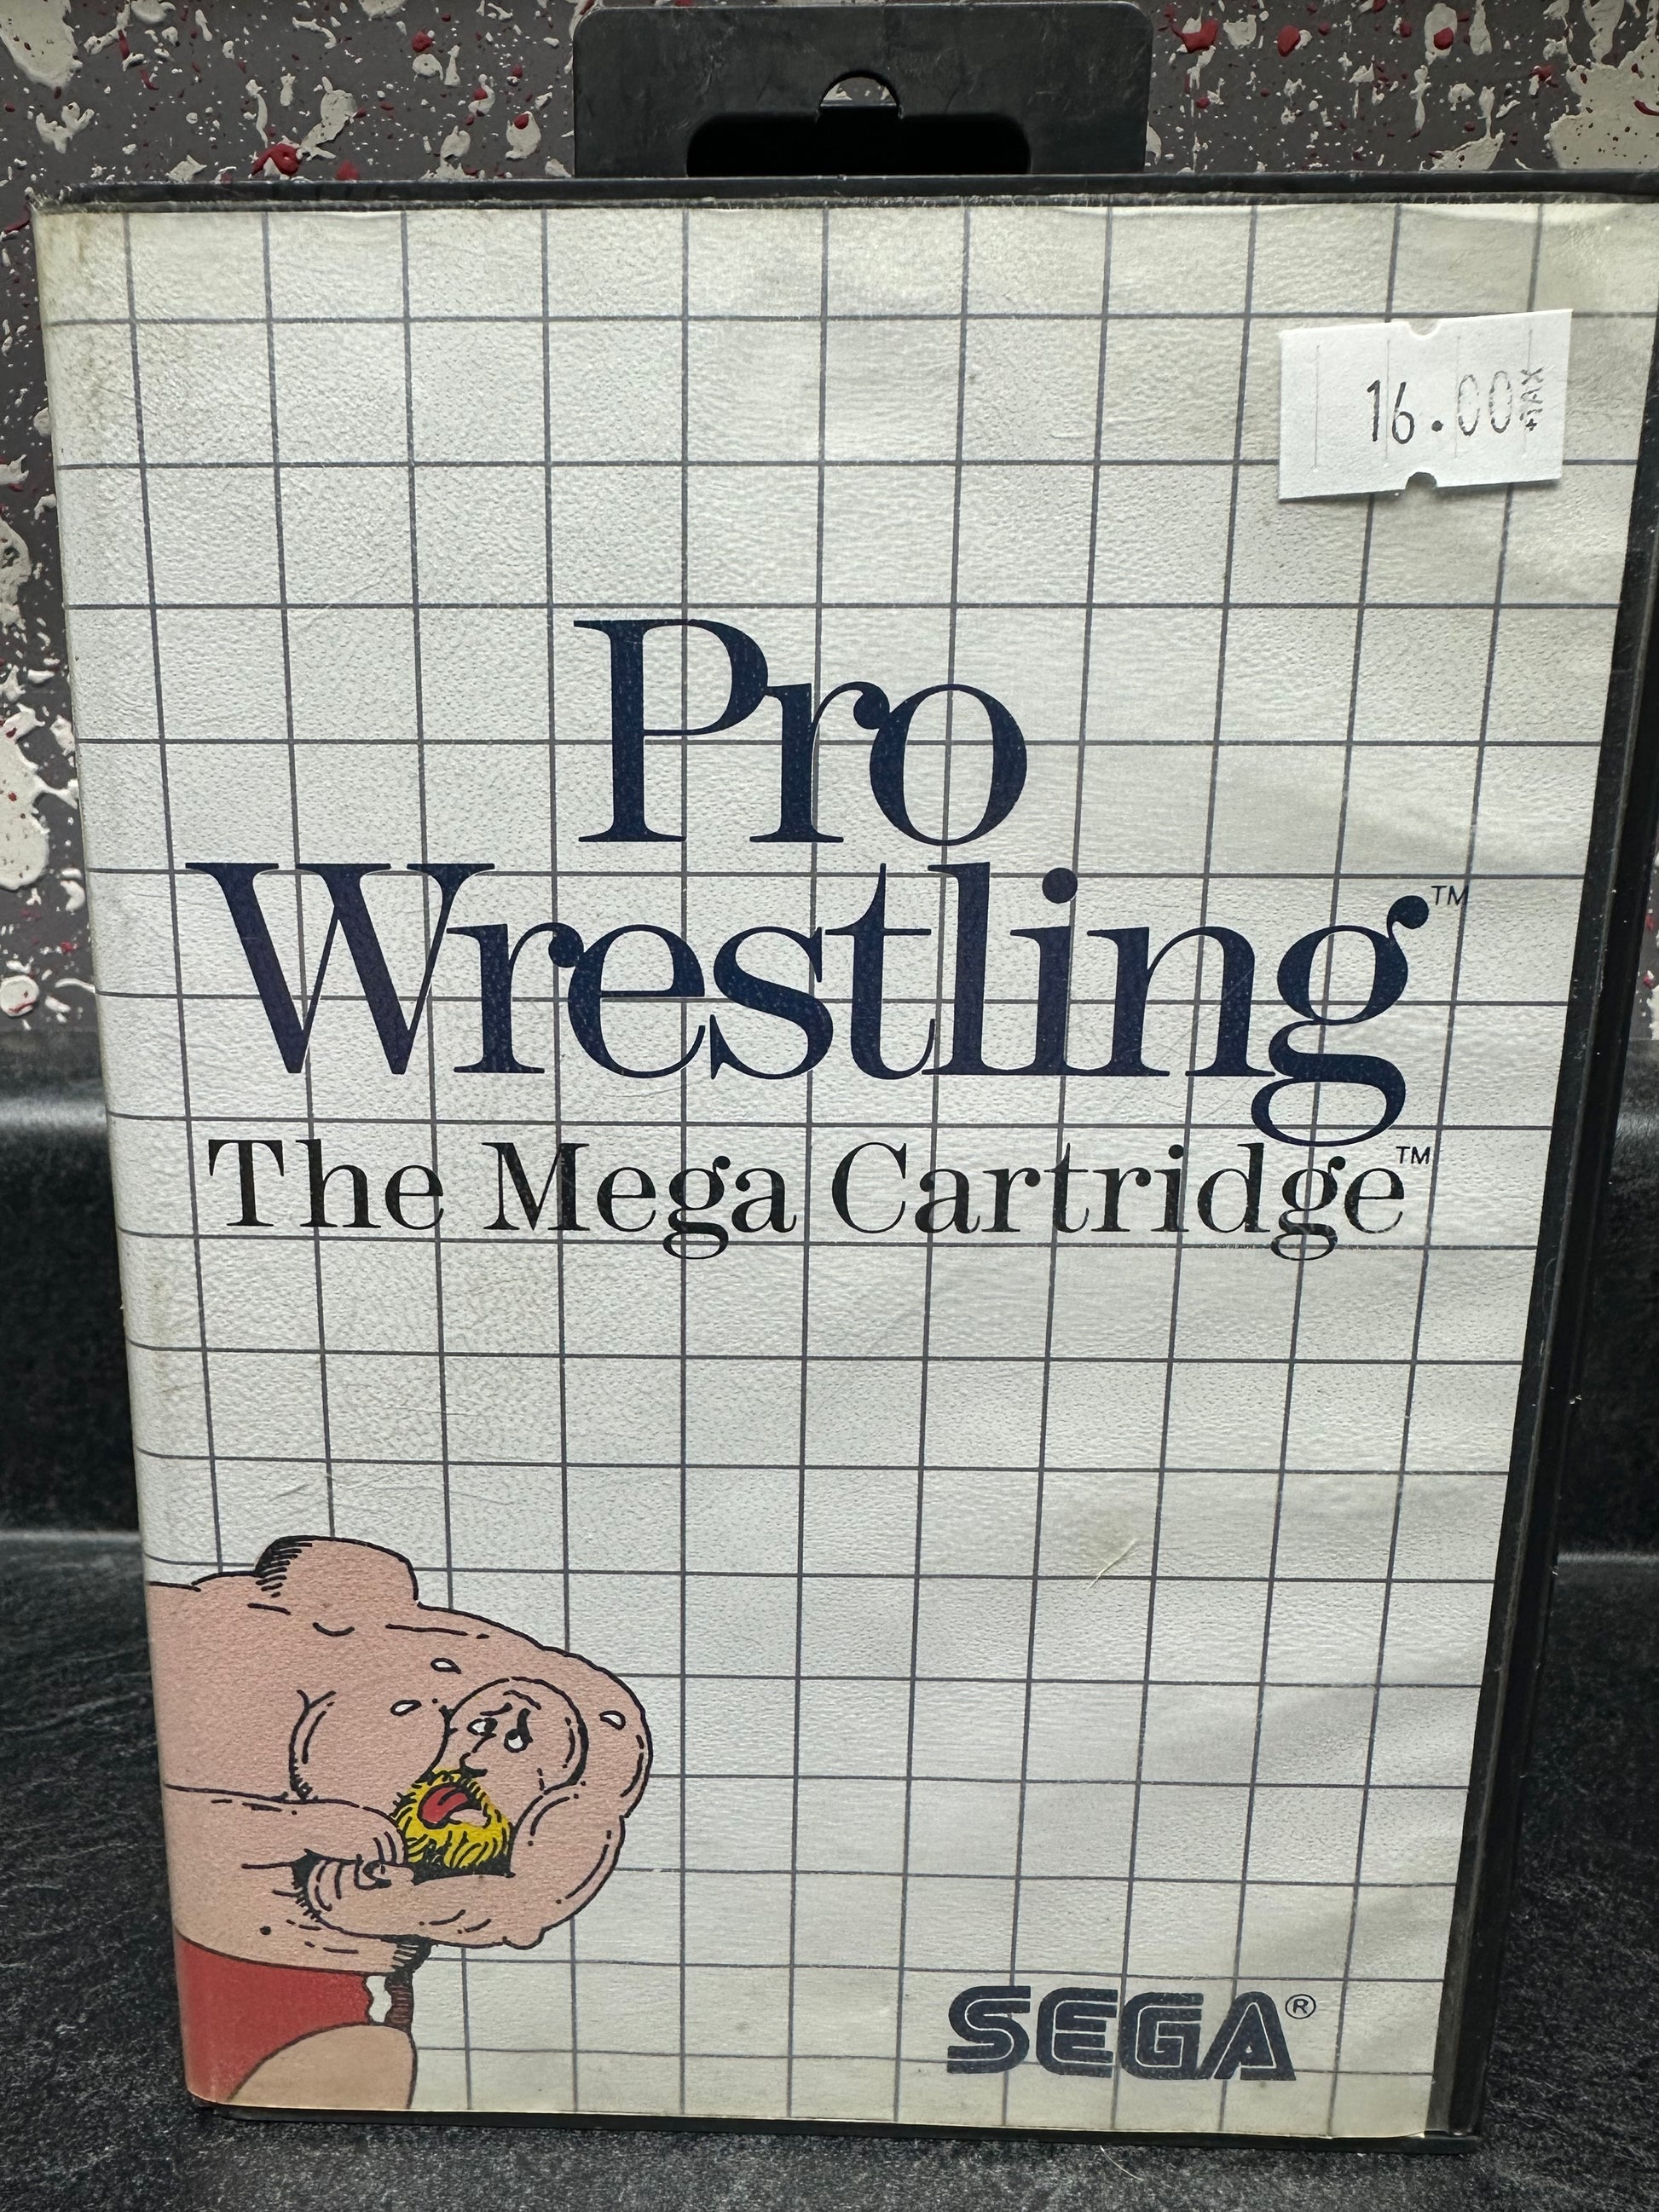 16.00 +TAX
Pro
Wrestling™
The Mega Cartridge™
SEGA®